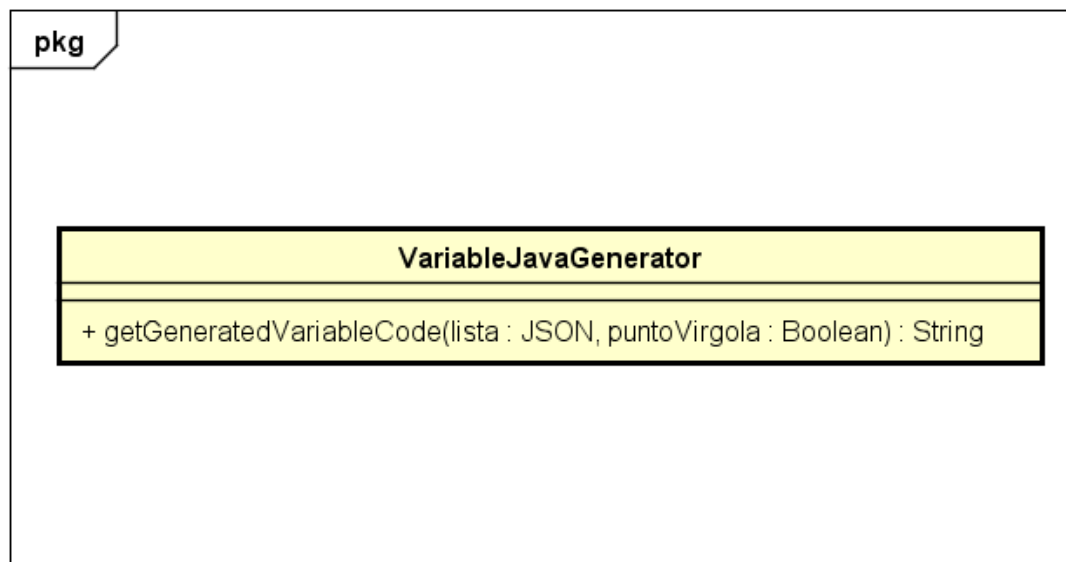 pkg
VariableJavaGenerator
+ getGeneratedVariableCode(lista : JSON, puntoVirgola : Boolean) : String